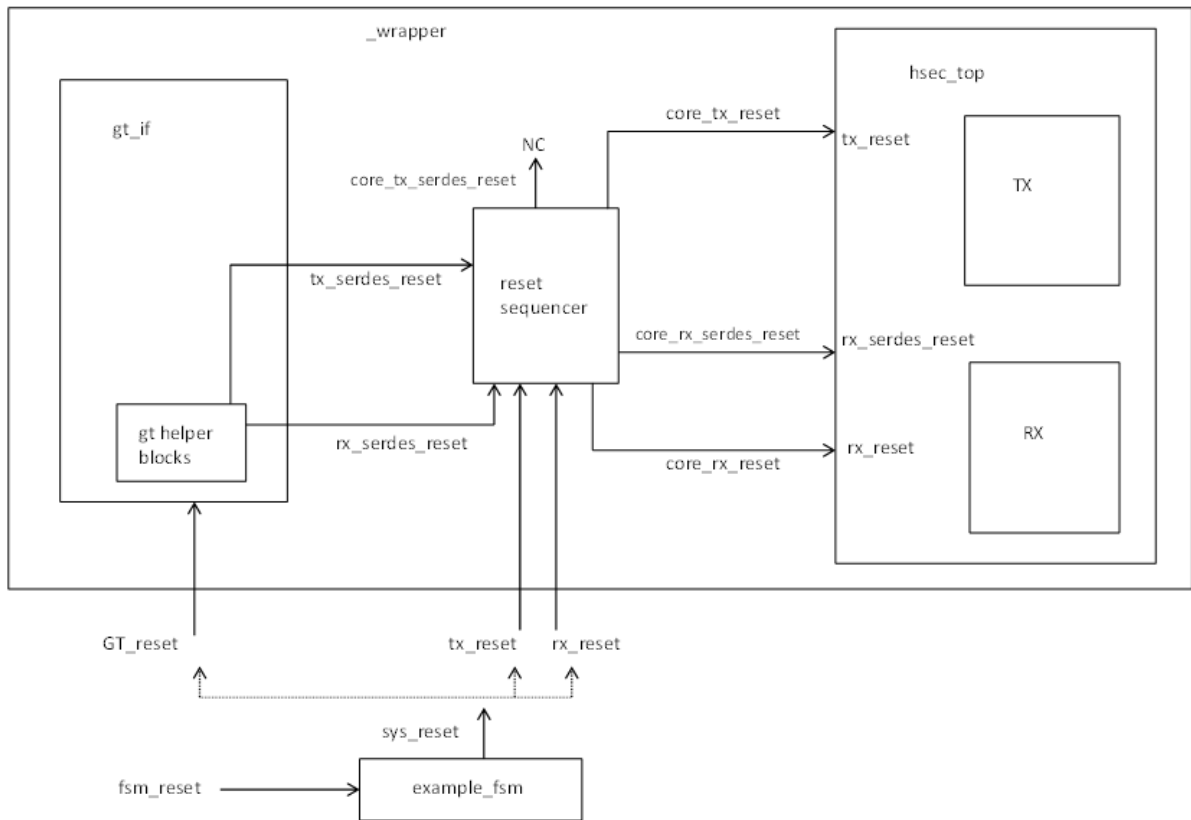 _wrapper
hsec_top
gt_if
core_tx_reset
NC
tx_reset
core_tx_serdes_reset
TX
tx_serdes_reset
reset
sequencer
core_rx_serdes_reset
rx_serdes_reset
gt helper
blocks
rx_serdes_reset
core_rx_reset
rx_reset
RX
GT_reset
tx_reset
rx_reset
sys_reset
fsm_reset
example_fsm